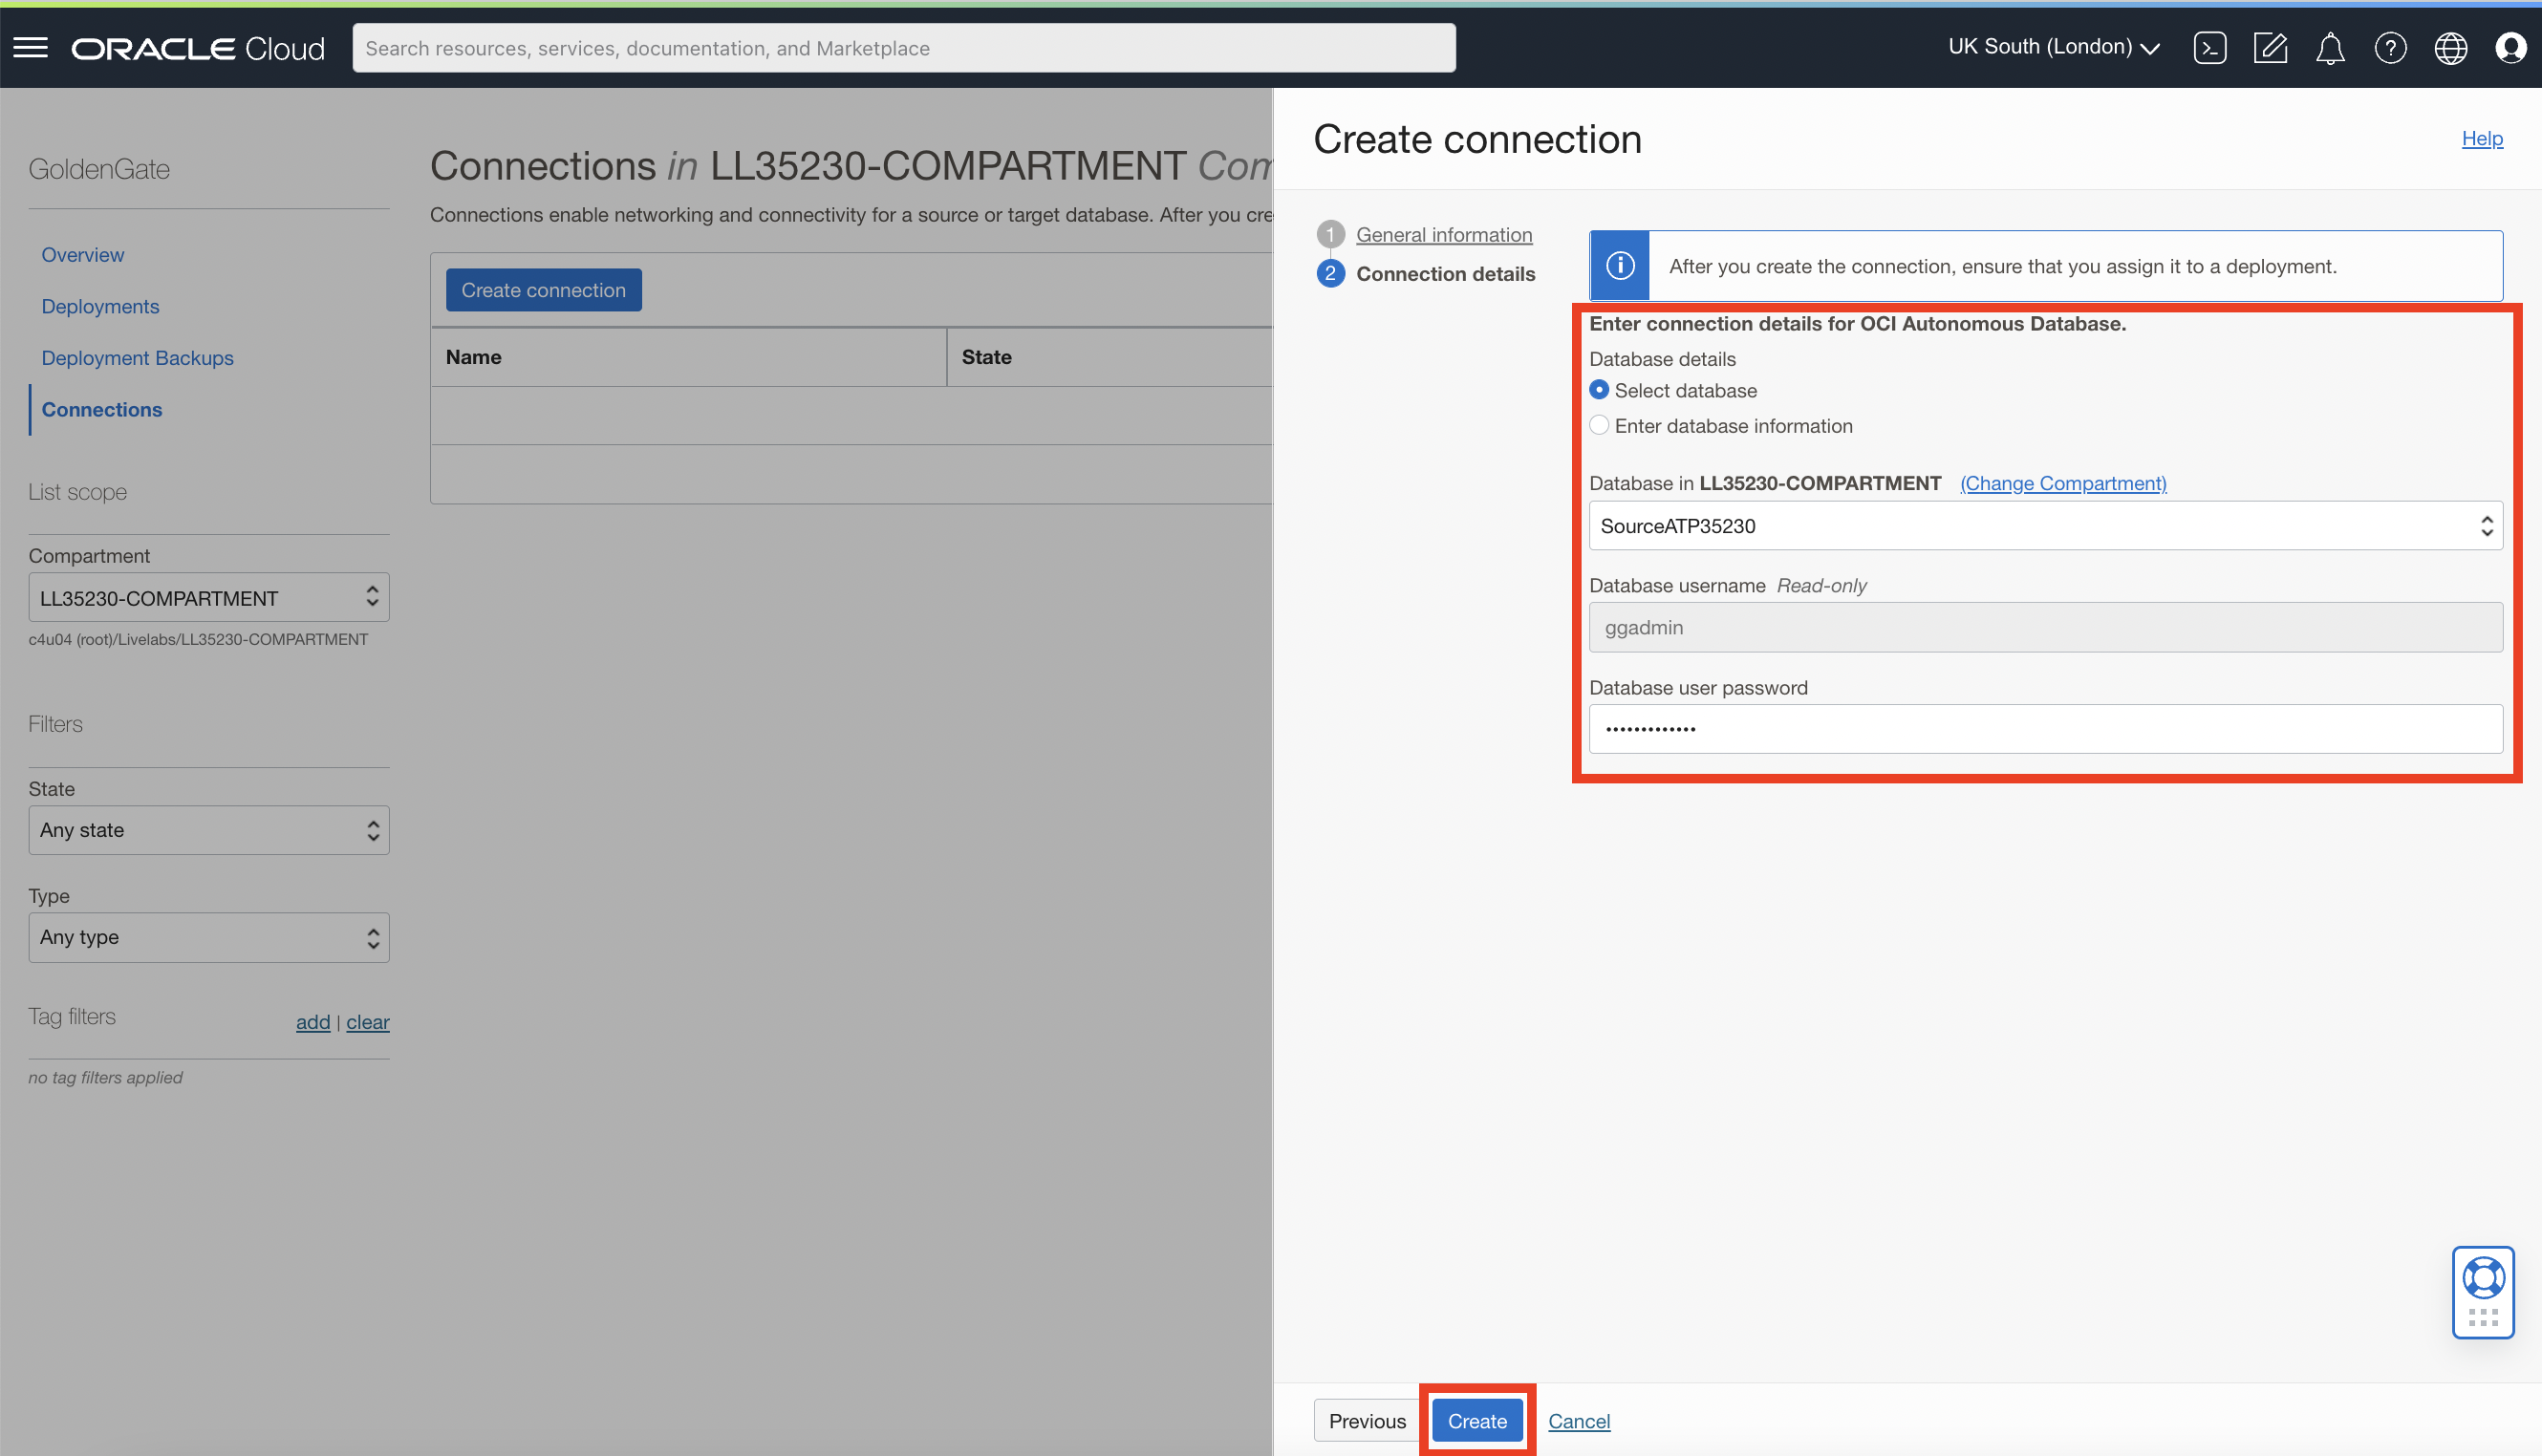 ORACLE Cloud
Search resources, services, documentation, and Marketplace
UK South (London)
GoldenGate
Overview
Deployments
Deployment Backups
Connections
List scope
Compartment
LL35230-COMPARTMENT
c4u04 (root)/Livelabs/LL35230-COMPARTMENT
Filters
State
Any state
Type
Any type
Tag filters
add | clear
no tag filters applied
Connections in LL35230-COMPARTMENT Com
Connections enable networking and connectivity for a source or target database. After you cre
Create connection
Name State
Create connection
Help
1 General information
2 Connection details
After you create the connection, ensure that you assign it to a deployment.
Enter connection details for OCI Autonomous Database.
Database details
Select database
Enter database information
Database in LL35230-COMPARTMENT (Change Compartment)
SourceATP35230
Database username Read-only
ggadmin
Database user password
•••••••••••••
Previous Create Cancel